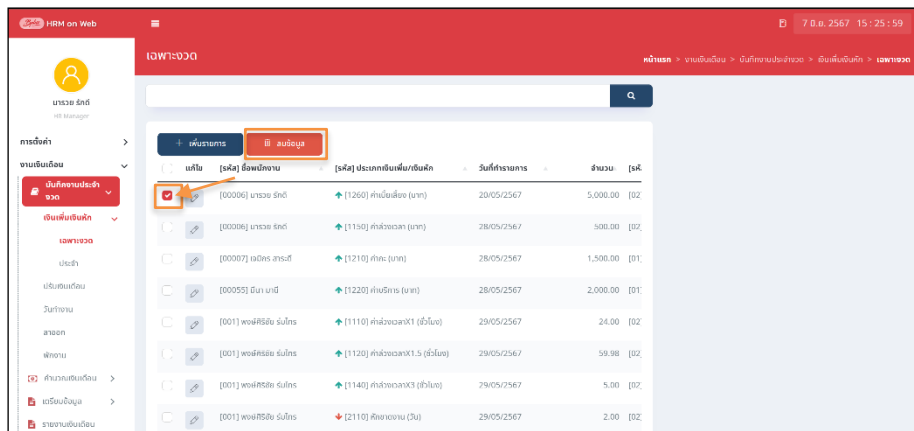 HRM on Web
7 มิ.ย. 2567 15:25:59
เฉพาะงวด
หน้าแรก > งานเงินเดือน > บันทึกงานประจำงวด > เงินเพิ่มเงินหัก > เฉพาะงวด
มารวย รักดี
HR Manager
การตั้งค่า
งานเงินเดือน
บันทึกงานประจำงวด
เงินเพิ่มเงินหัก
เฉพาะงวด
ประจำ
ปรับเงินเดือน
วันทำงาน
ลาออก
พักงาน
คำนวณเงินเดือน
เตรียมข้อมูล
รายงานเงินเดือน
+ เพิ่มรายการ ลบข้อมูล
แก้ไข [รหัส] ชื่อพนักงาน [รหัส] ประเภทเงินเพิ่ม/เงินหัก วันที่ทำรายการ จำนวน [รหั
[00006] มารวย รักดี [1260] ค่าเบี้ยเลี้ยง (บาท) 20/05/2567 5,000.00 [02]
[00006] มารวย รักดี [1150] ค่าล่วงเวลา (บาท) 28/05/2567 500.00 [02]
[00007] สาระดี [1210] ค่ากะ (บาท) 28/05/2567 1,500.00 [01]
[00055] มีนา มานี [1220] ค่าบริการ (บาท) 28/05/2567 2,000.00 [01]
[001] พงษ์ศิริชัย ร่มไทร [1110] ค่าล่วงเวลาX1 (ชั่วโมง) 29/05/2567 24.00 [02]
[001] พงษ์ศิริชัย ร่มไทร [1120] ค่าล่วงเวลาX1.5 (ชั่วโมง) 29/05/2567 59.98 [02]
[001] พงษ์ศิริชัย ร่มไทร [1140] ค่าล่วงเวลาX3 (ชั่วโมง) 29/05/2567 5.00 [02]
[001] พงษ์ศิริชัย ร่มไทร [2110] หักขาดงาน (วัน) 29/05/2567 2.00 [02]